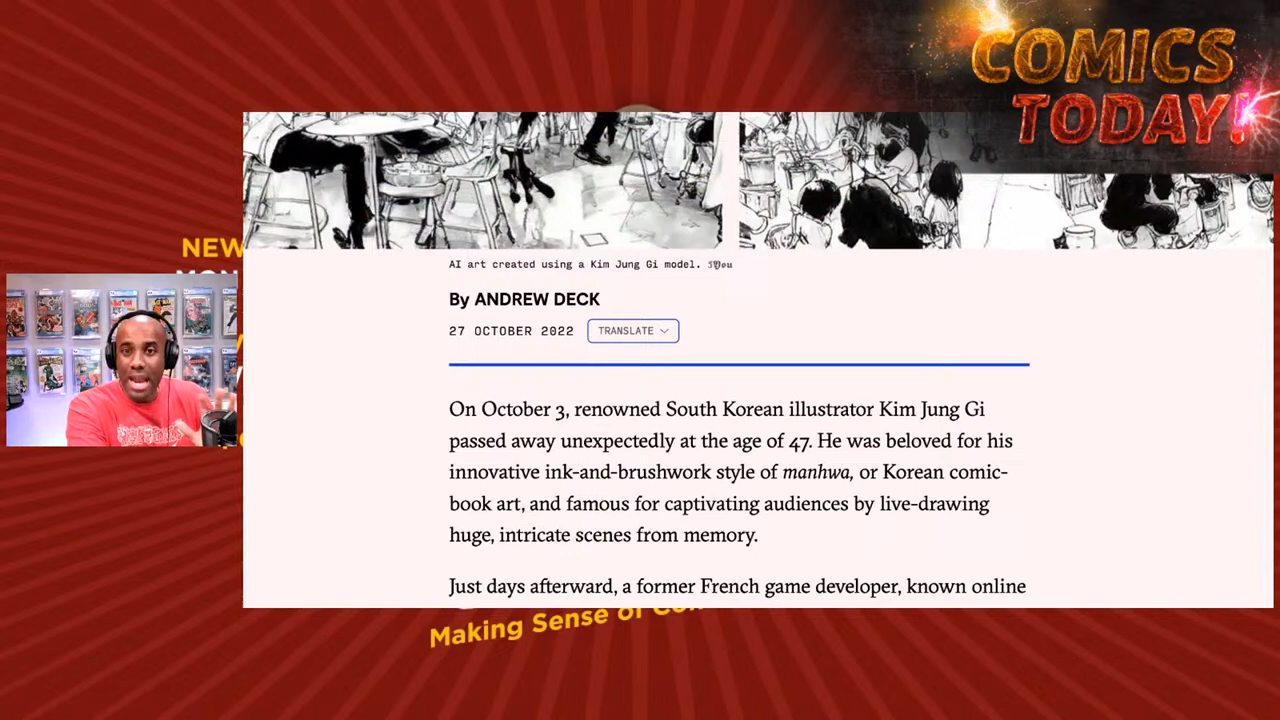 COMICS
TODAY!
NEW
MON
AI art created using a Kim Jung Gi model. 5You
By ANDREW DECK
27 OCTOBER 2022 TRANSLATE
On October 3, renowned South Korean illustrator Kim Jung Gi
passed away unexpectedly at the age of 47. He was beloved for his
innovative ink-and-brushwork style of manhwa, or Korean comic-
book art, and famous for captivating audiences by live-drawing
huge, intricate scenes from memory.
Just days afterward, a former French game developer, known online
Making Sense of